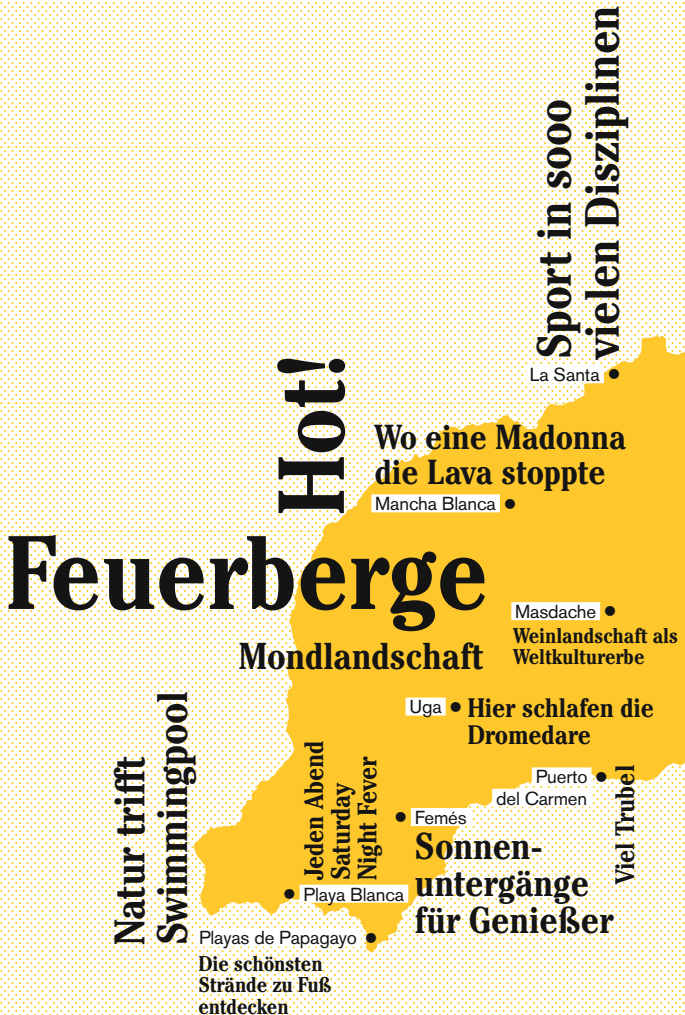 Sport in sooo
vielen Disziplinen
La Santa
Hot!
Wo eine Madonna
die Lava stoppte
Mancha Blanca
Feuerberge
Masdache
Weinlandschaft als
Weltkulturerbe
Mondlandschaft
Uga
Hier schlafen die
Dromedare
Natur trifft
Swimmingpool
Jeden Abend
Saturday
Night Fever
Puerto
del Carmen
Viel Trubel
Femés
Sonnen-
untergänge
für Genießer
Playa Blanca
Playas de Papagayo
Die schönsten
Strände zu Fuß
entdecken